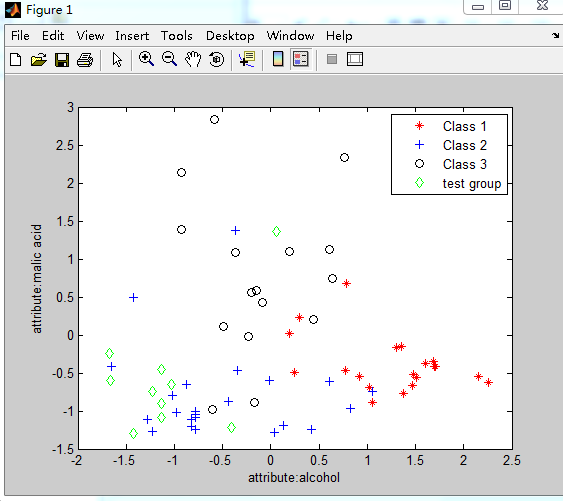 Figure 1
File Edit View Insert Tools Desktop Window Help
3
2.5
2
1.5
1
0.5
0
-0.5
-1
-1.5
-2 -1.5 -1 -0.5 0 0.5 1 1.5 2 2.5
attribute:malic acid
attribute:alcohol
Class 1
Class 2
Class 3
test group